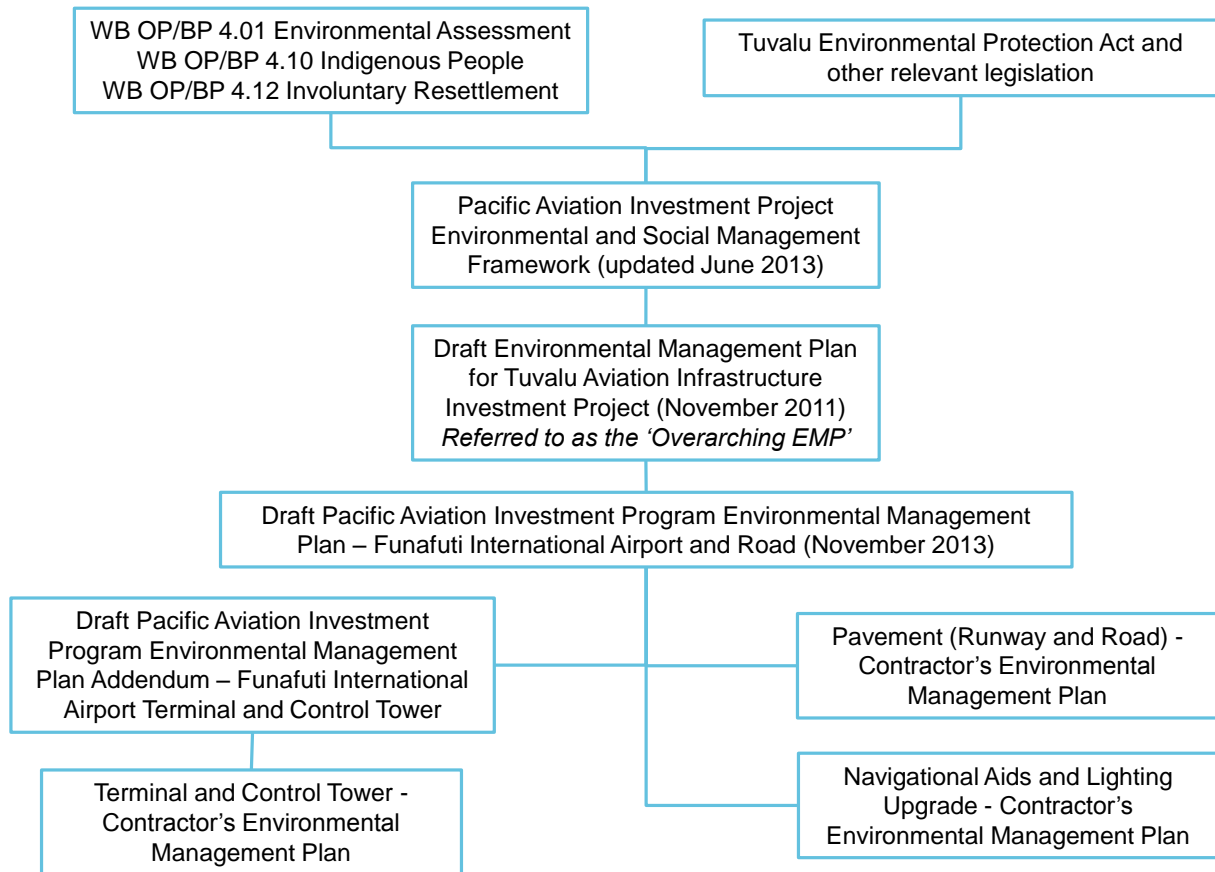 WB OP/BP 4.01 Environmental Assessment
WB OP/BP 4.10 Indigenous People
WB OP/BP 4.12 Involuntary Resettlement
Tuvalu Environmental Protection Act and
other relevant legislation
Pacific Aviation Investment Project
Environmental and Social Management
Framework (updated June 2013)
Draft Environmental Management Plan
for Tuvalu Aviation Infrastructure
Investment Project (November 2011)
Referred to as the ‘Overarching EMP’
Draft Pacific Aviation Investment Program Environmental Management
Plan – Funafuti International Airport and Road (November 2013)
Draft Pacific Aviation Investment
Program Environmental Management
Plan Addendum – Funafuti International
Airport Terminal and Control Tower
Pavement (Runway and Road) -
Contractor’s Environmental
Management Plan
Terminal and Control Tower -
Contractor’s Environmental
Management Plan
Navigational Aids and Lighting
Upgrade - Contractor’s
Environmental Management Plan